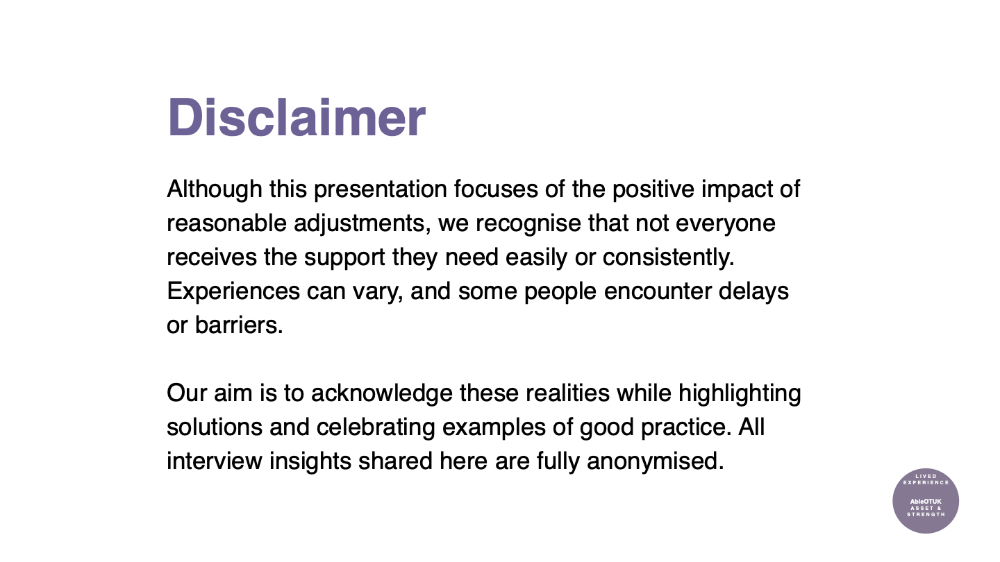 Disclaimer
Although this presentation focuses of the positive impact of
reasonable adjustments, we recognise that not everyone
receives the support they need easily or consistently.
Experiences can vary, and some people encounter delays
or barriers.
Our aim is to acknowledge these realities while highlighting
solutions and celebrating examples of good practice. All
interview insights shared here are fully anonymised.
LIVED
EXPERIENCE
AbleOTUK
ASSET &
STRENGTH